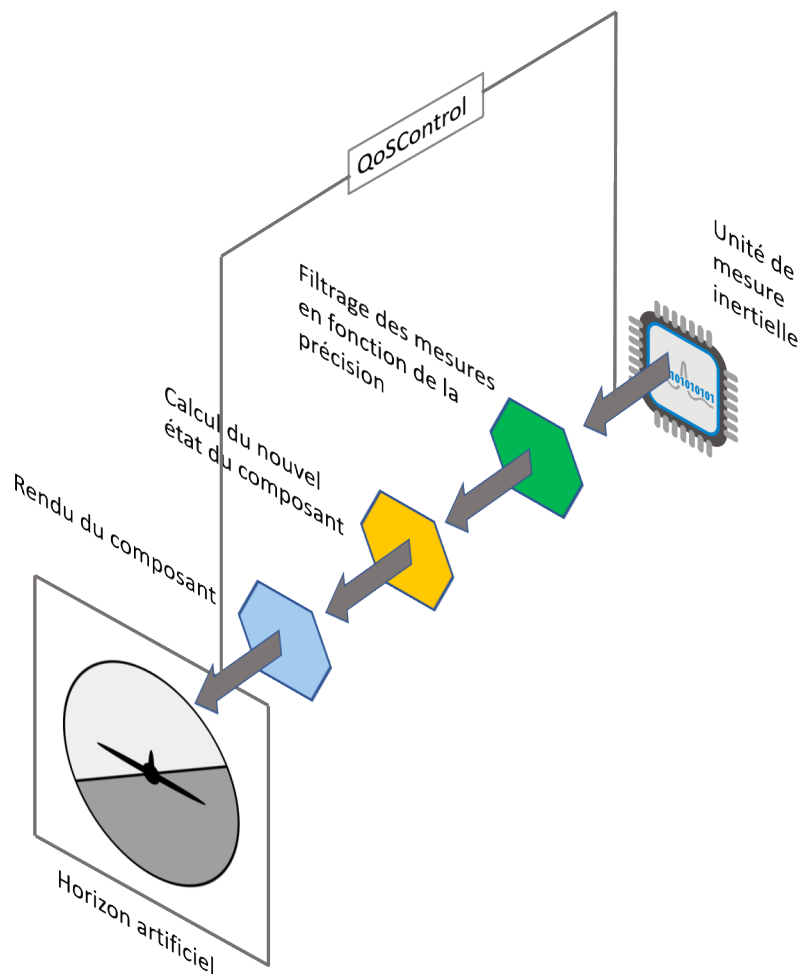 QoSControl
Unité de
mesure
inertielle
Filtrage des mesures
en fonction de la
précision
Calcul du nouvel
état du composant
Rendu du composant
101010101
Horizon artificiel